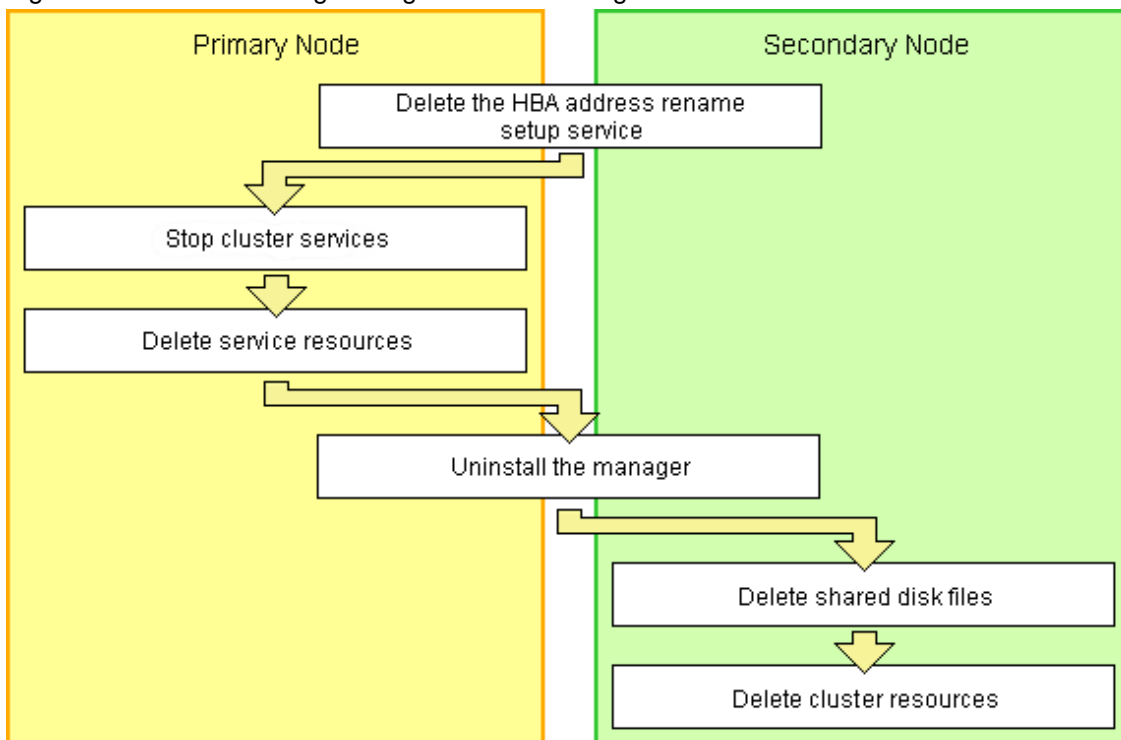 Primary Node
Secondary Node
Delete the HBA address rename
setup service
Stop cluster services
Delete service resources
Uninstall the manager
Delete shared disk files
Delete cluster resources